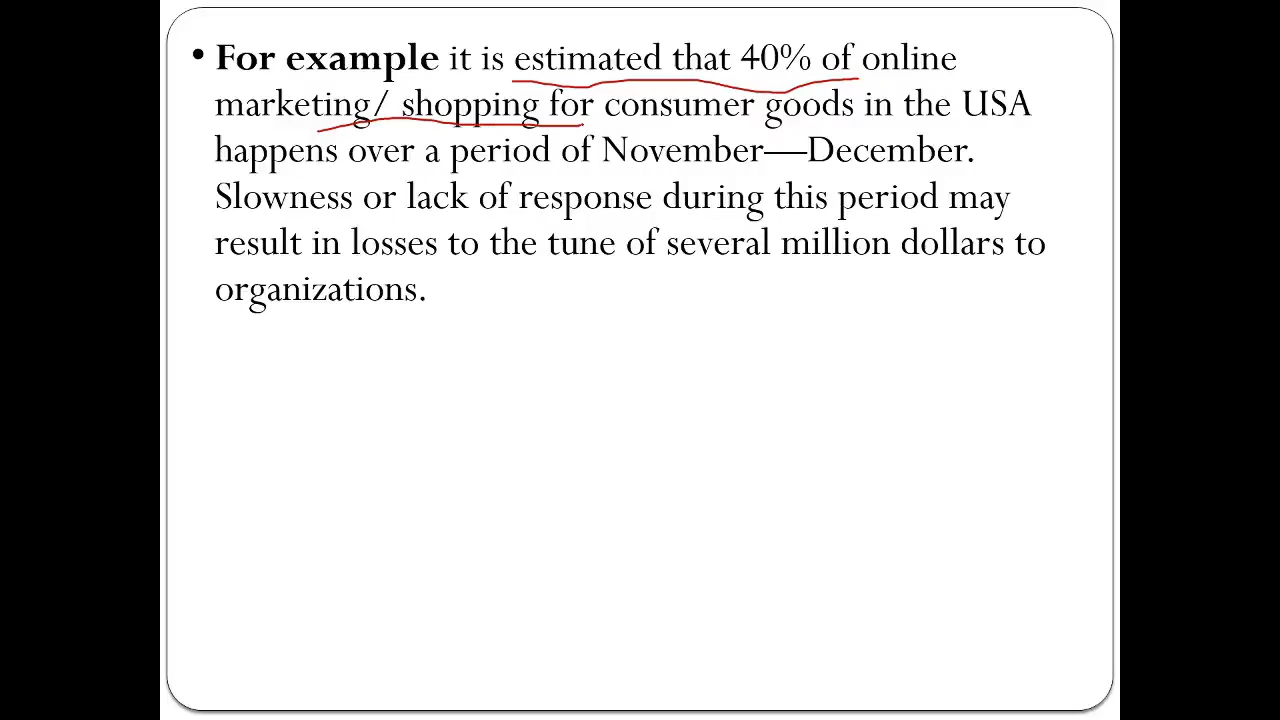 • For example it is estimated that 40% of online
marketing/ shopping for consumer goods in the USA
happens over a period of November—December.
Slowness or lack of response during this period may
result in losses to the tune of several million dollars to
organizations.